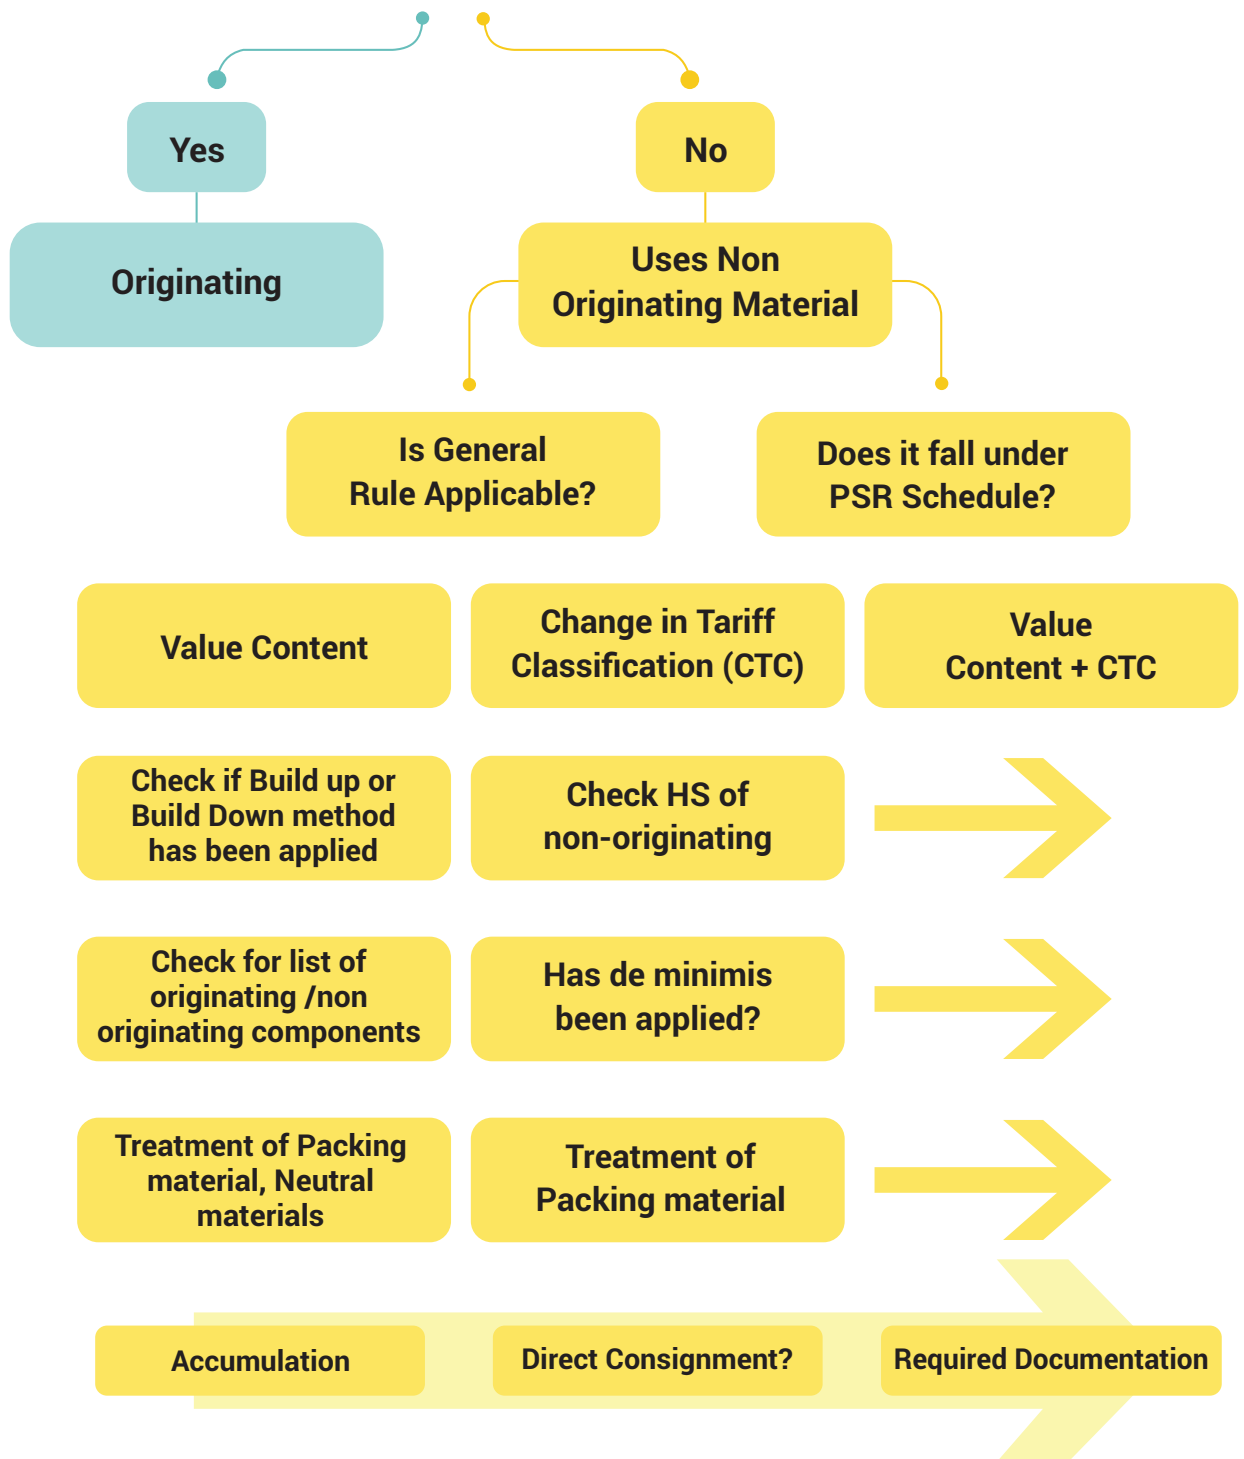 Yes
No
Originating
Uses Non
Originating Material
Is General
Rule Applicable?
Does it fall under
PSR Schedule?
Value Content
Change in Tariff
Classification (CTC)
Value
Content + CTC
Check if Build up or
Build Down method
has been applied
Check HS of
non-originating
Check for list of
originating /non
originating components
Has de minimis
been applied?
Treatment of Packing
material, Neutral
materials
Treatment of
Packing material
Accumulation
Direct Consignment?
Required Documentation